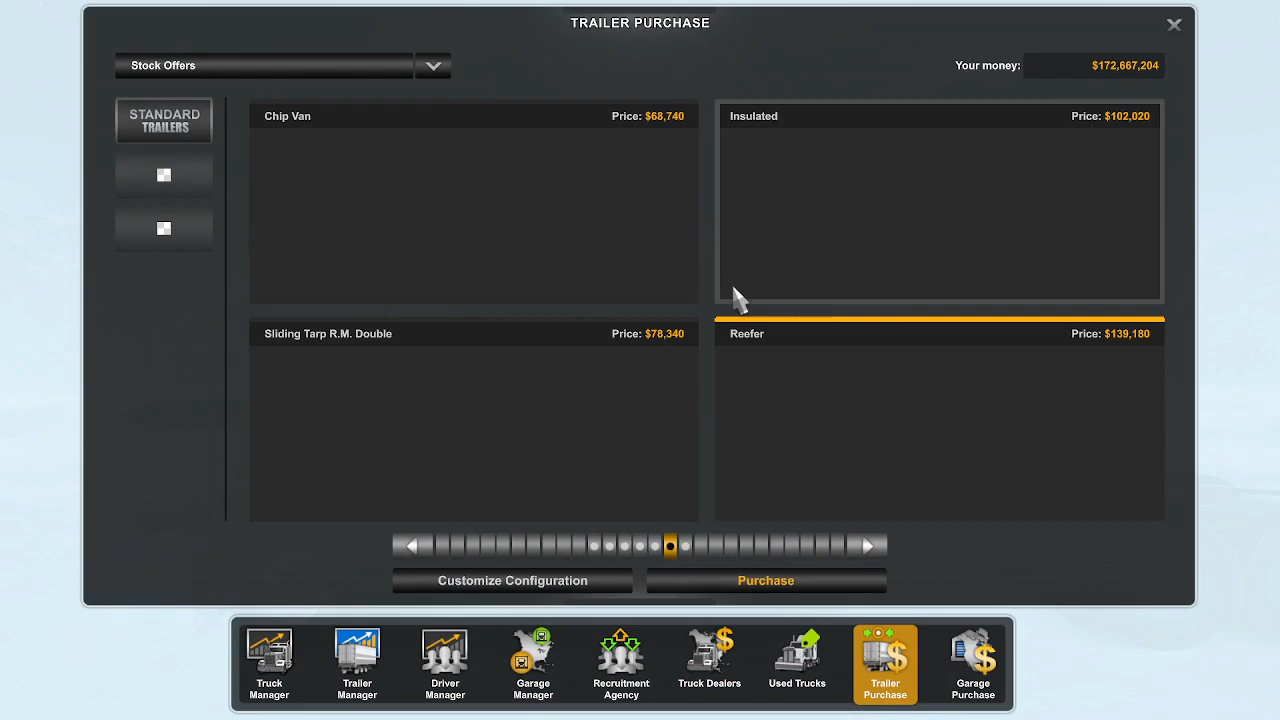 TRAILER PURCHASE
Stock Offers
Your money: $172,667,204
STANDARD
TRAILERS
Chip Van Price: $68,740
Insulated Price: $102,020
Sliding Tarp R.M. Double Price: $78,340
Reefer Price: $139,180
Customize Configuration
Purchase
Truck
Manager
Trailer
Manager
Driver
Manager
Garage
Manager
Recruitment
Agency
Truck Dealers
Used Trucks
Trailer
Purchase
Garage
Purchase